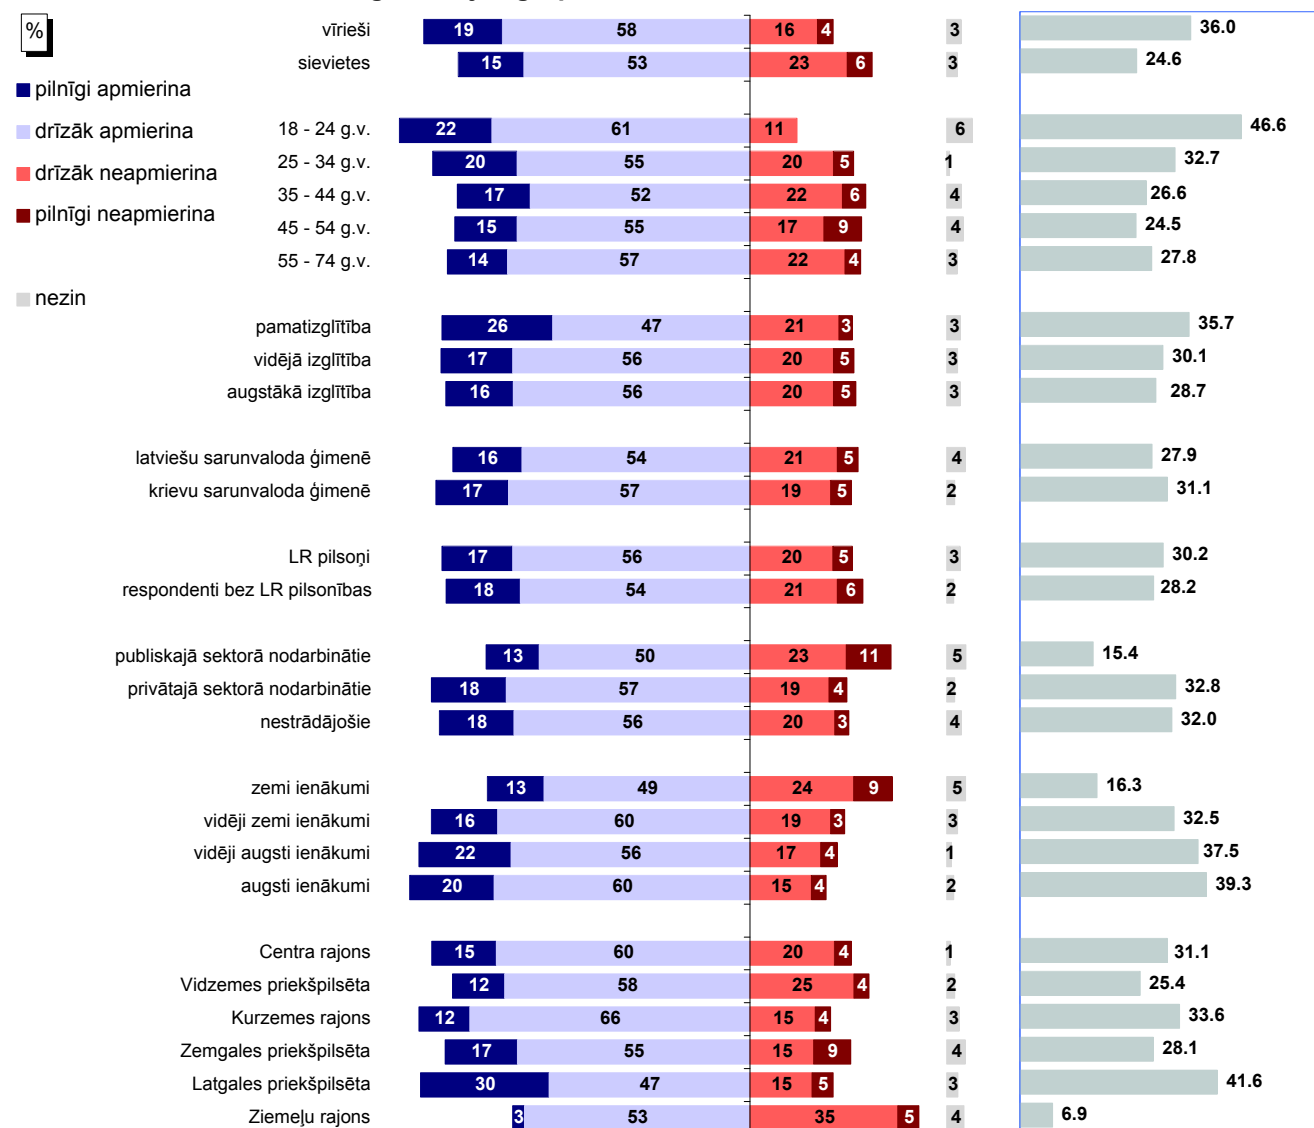 %
pilnīgi apmierina
drīzāk apmierina
drīzāk neapmierina
pilnīgi neapmierina
nezin
vīrieši 19 58 16 4 3 36.0
sievietes 15 53 23 6 3 24.6
18 - 24 g.v. 22 61 11 6 46.6
25 - 34 g.v. 20 55 20 5 1 32.7
35 - 44 g.v. 17 52 22 6 4 26.6
45 - 54 g.v. 15 55 17 9 4 24.5
55 - 74 g.v. 14 57 22 4 3 27.8
pamatizglītība 26 47 21 3 3 35.7
vidējā izglītība 17 56 20 5 3 30.1
augstākā izglītība 16 56 20 5 3 28.7
latviešu sarunvaloda ģimenē 16 54 21 5 4 27.9
krievu sarunvaloda ģimenē 17 57 19 5 2 31.1
LR pilsoņi 17 56 20 5 3 30.2
respondenti bez LR pilsonības 18 54 21 6 2 28.2
publiskajā sektorā nodarbinātie 13 50 23 11 5 15.4
privātajā sektorā nodarbinātie 18 57 19 4 2 32.8
nestrādājošie 18 56 20 3 4 32.0
zemi ienākumi 13 49 24 9 5 16.3
vidēji zemi ienākumi 16 60 19 3 3 32.5
vidēji augsti ienākumi 22 56 17 4 1 37.5
augsti ienākumi 20 60 15 4 2 39.3
Centra rajons 15 60 20 4 1 31.1
Vidzemes priekšpilsēta 12 58 25 4 2 25.4
Kurzemes rajons 12 66 15 4 3 33.6
Zemgales priekšpilsēta 17 55 15 9 4 28.1
Latgales priekšpilsēta 30 47 15 5 3 41.6
Ziemeļu rajons 3 53 35 5 4 6.9